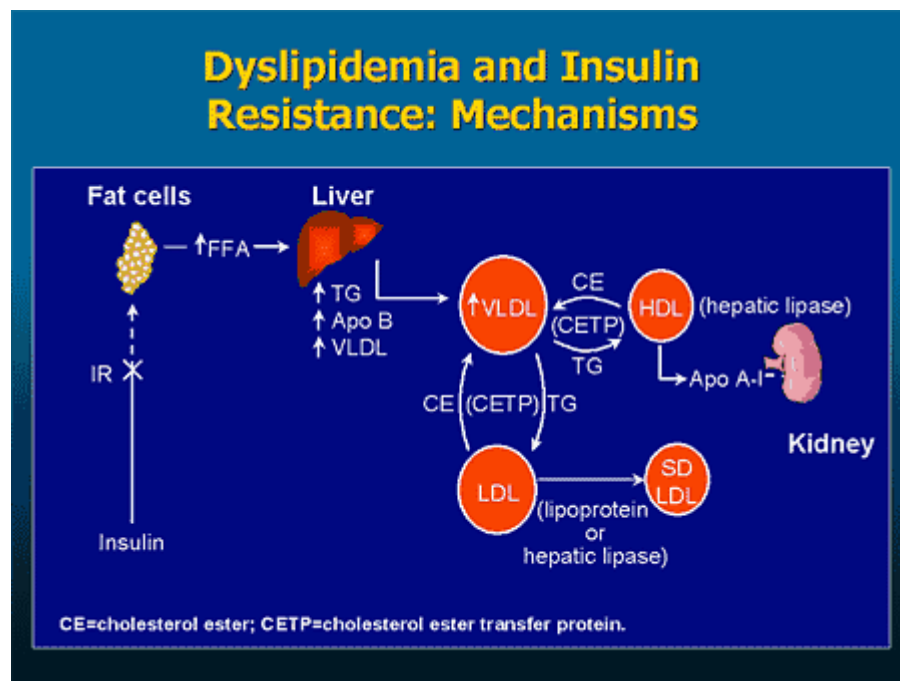 Dyslipidemia and Insulin
Resistance: Mechanisms
Fat cells
Liver
↑FFA
↑ TG
↑ Apo B
↑ VLDL
IR
Insulin
↑VLDL
CE
(CETP)
TG
HDL
(hepatic lipase)
Apo A-I
Kidney
CE (CETP) TG
LDL
SD
LDL
(lipoprotein
or
hepatic lipase)
CE=cholesterol ester; CETP=cholesterol ester transfer protein.